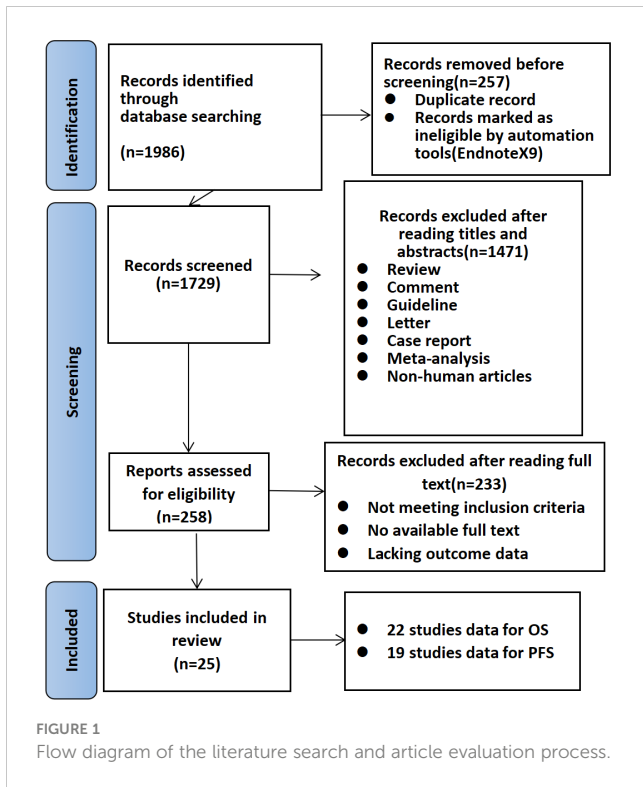 Identification
Records identified
through
database searching
(n=1986)
Records removed before
screening(n=257)
● Duplicate record
● Records marked as
ineligible by automation
tools(EndnoteX9)
Screening
Records screened
(n=1729)
Records excluded after
reading titles and
abstracts(n=1471)
● Review
● Comment
● Guideline
● Letter
● Case report
● Meta-analysis
● Non-human articles
Reports assessed
for eligibility
(n=258)
Records excluded after reading full
text(n=233)
● Not meeting inclusion criteria
● No available full text
● Lacking outcome data
Included
Studies included in
review
(n=25)
● 22 studies data for OS
● 19 studies data for PFS
FIGURE 1
Flow diagram of the literature search and article evaluation process.